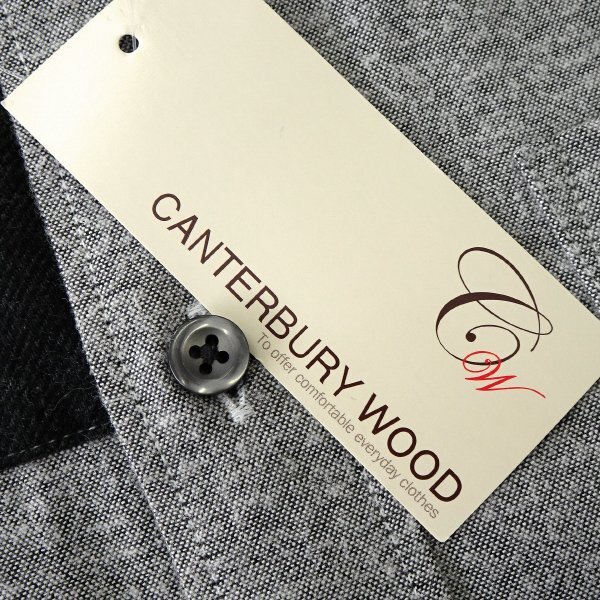 CANTERBURY WOOD
To offer comfortable everyday clothes
CW